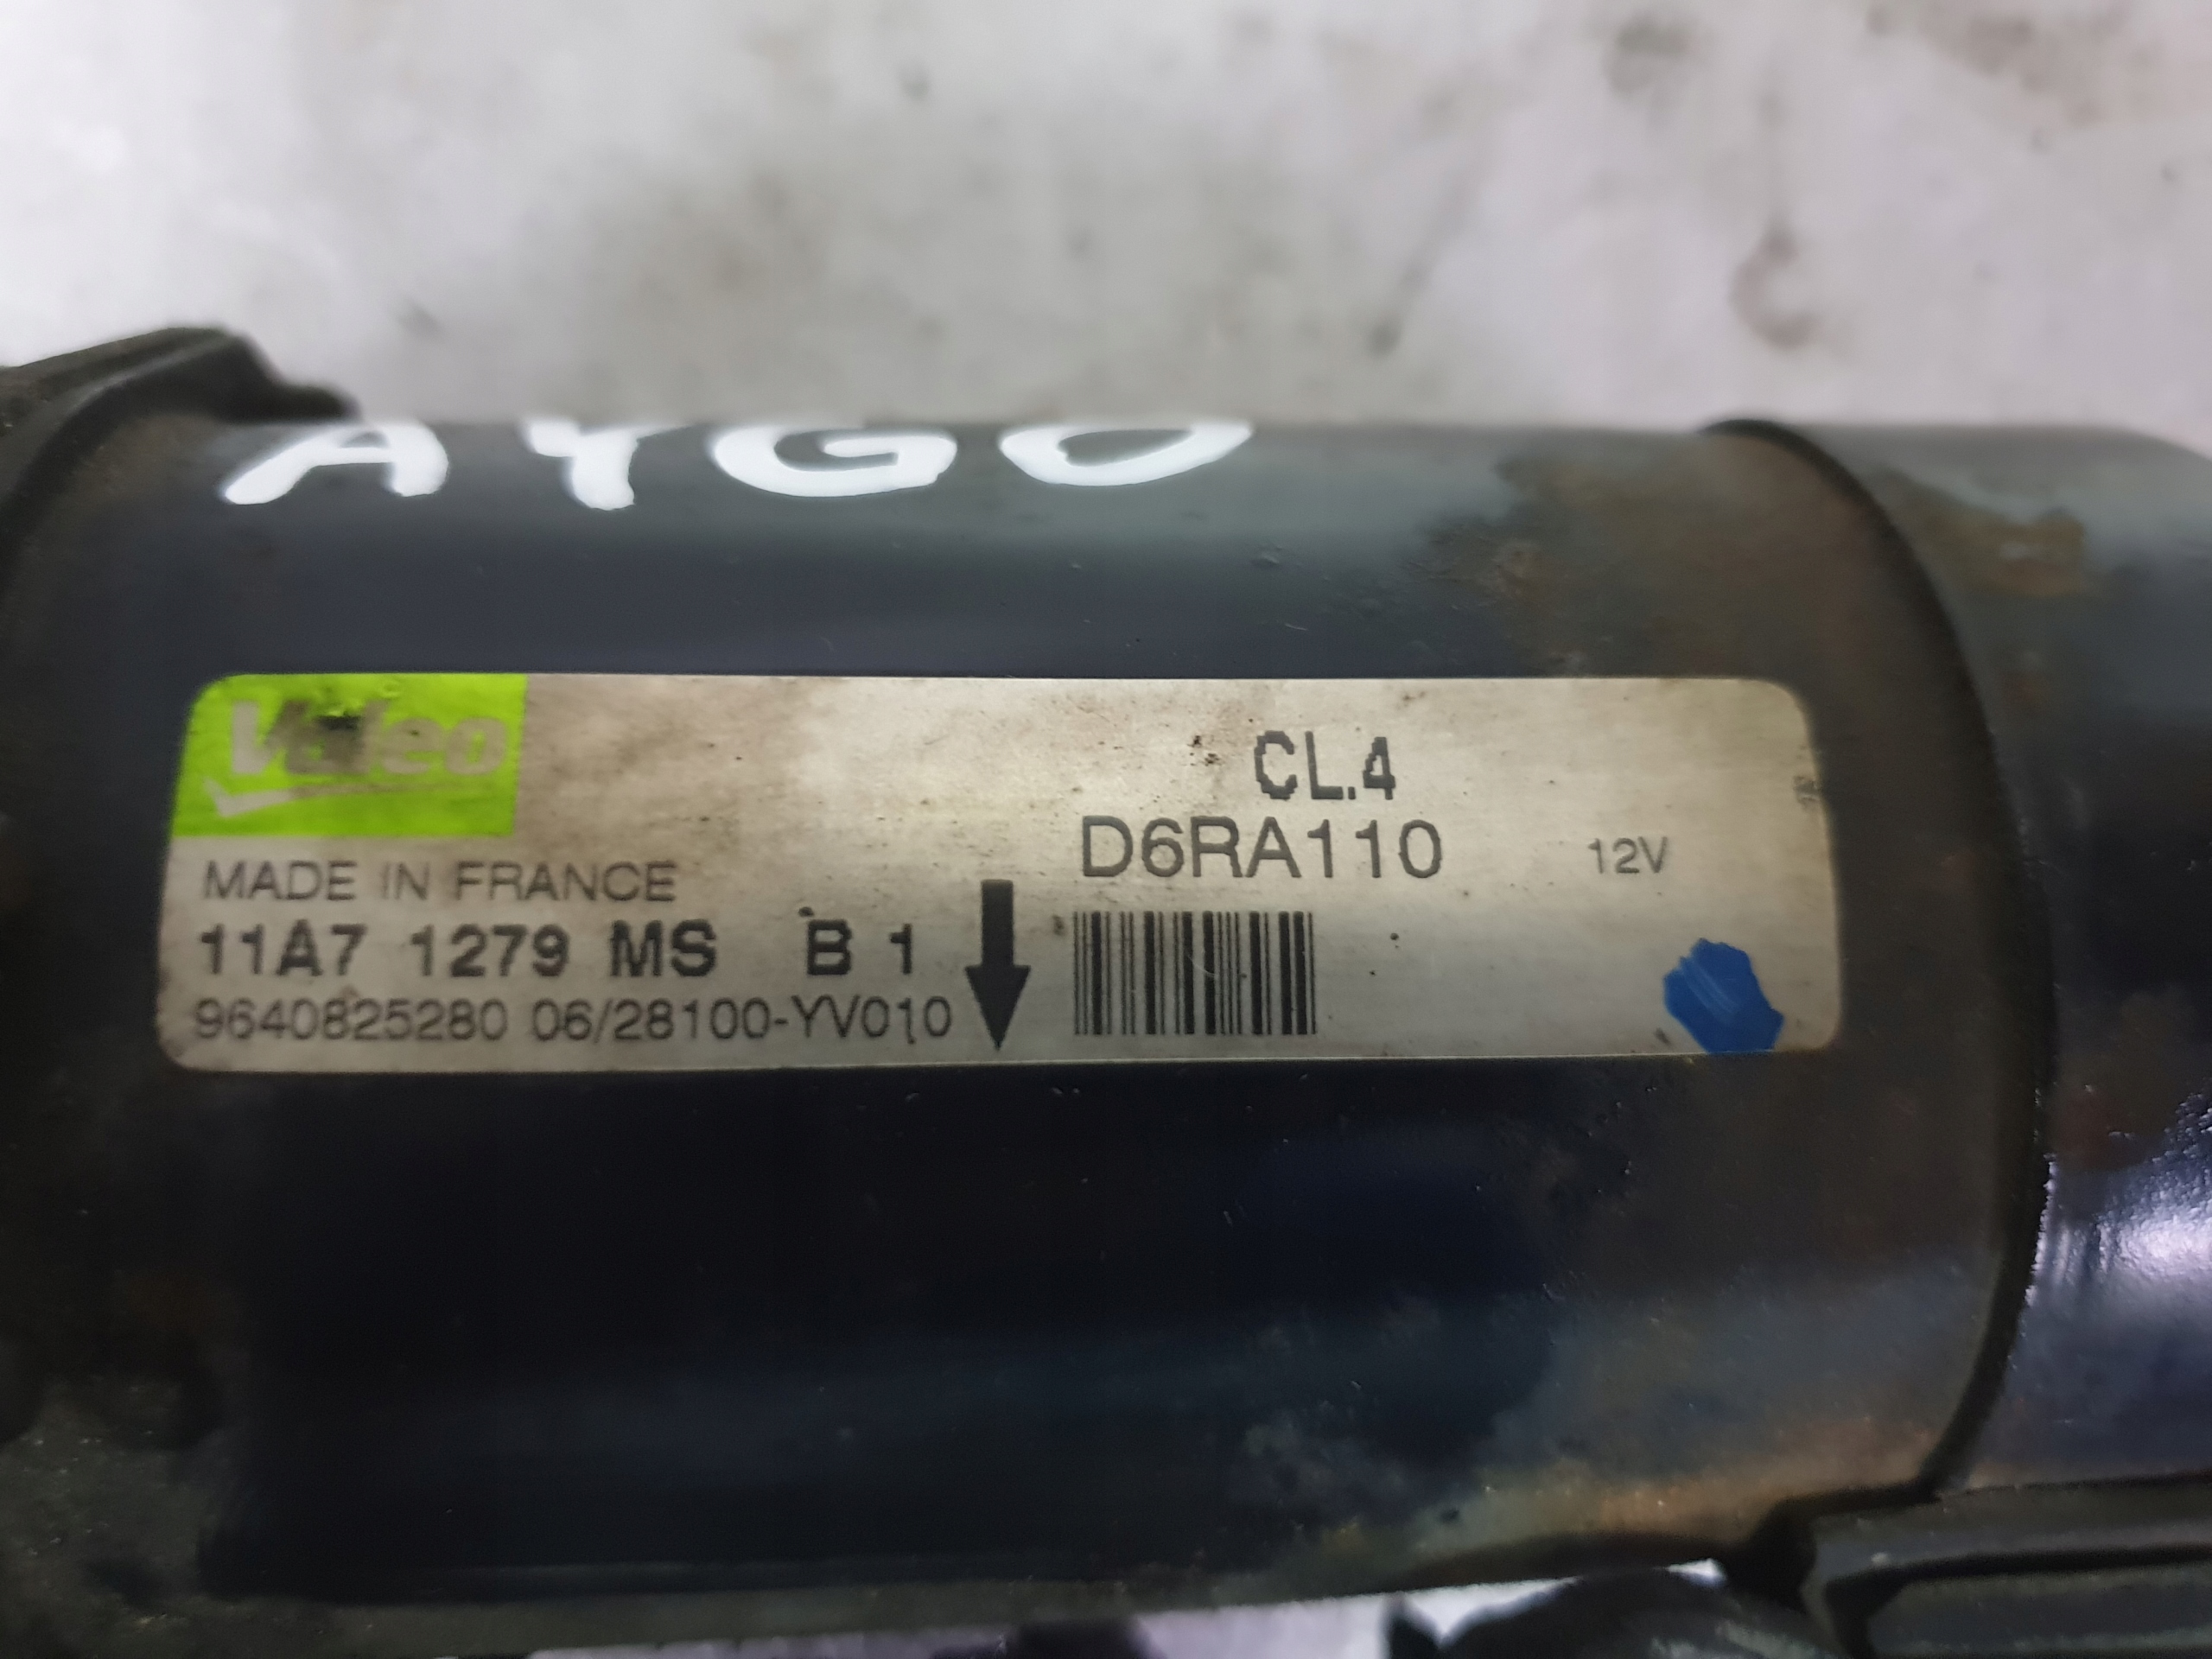 AYGO
Valeo
CL.4
D6RA110
12V
MADE IN FRANCE
11A7 1279 MS B 1
9640825280 06/28100-YV010